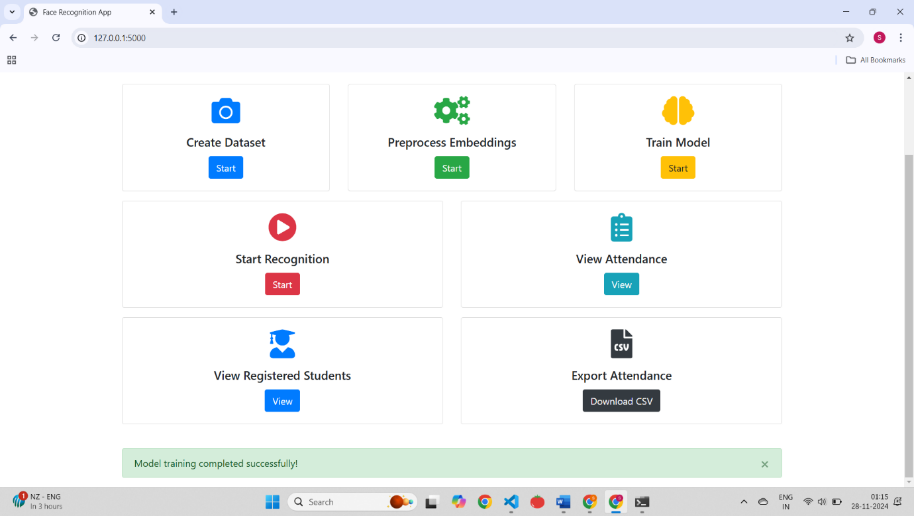 Face Recognition App
127.0.0.1:5000
S
All Bookmarks
Create Dataset
Start
Preprocess Embeddings
Start
Train Model
Start
Start Recognition
Start
View Attendance
View
View Registered Students
View
CSV
Export Attendance
Download CSV
Model training completed successfully!
1
NZ - ENG
In 3 hours
Search
ENG
IN
01:15
28-11-2024